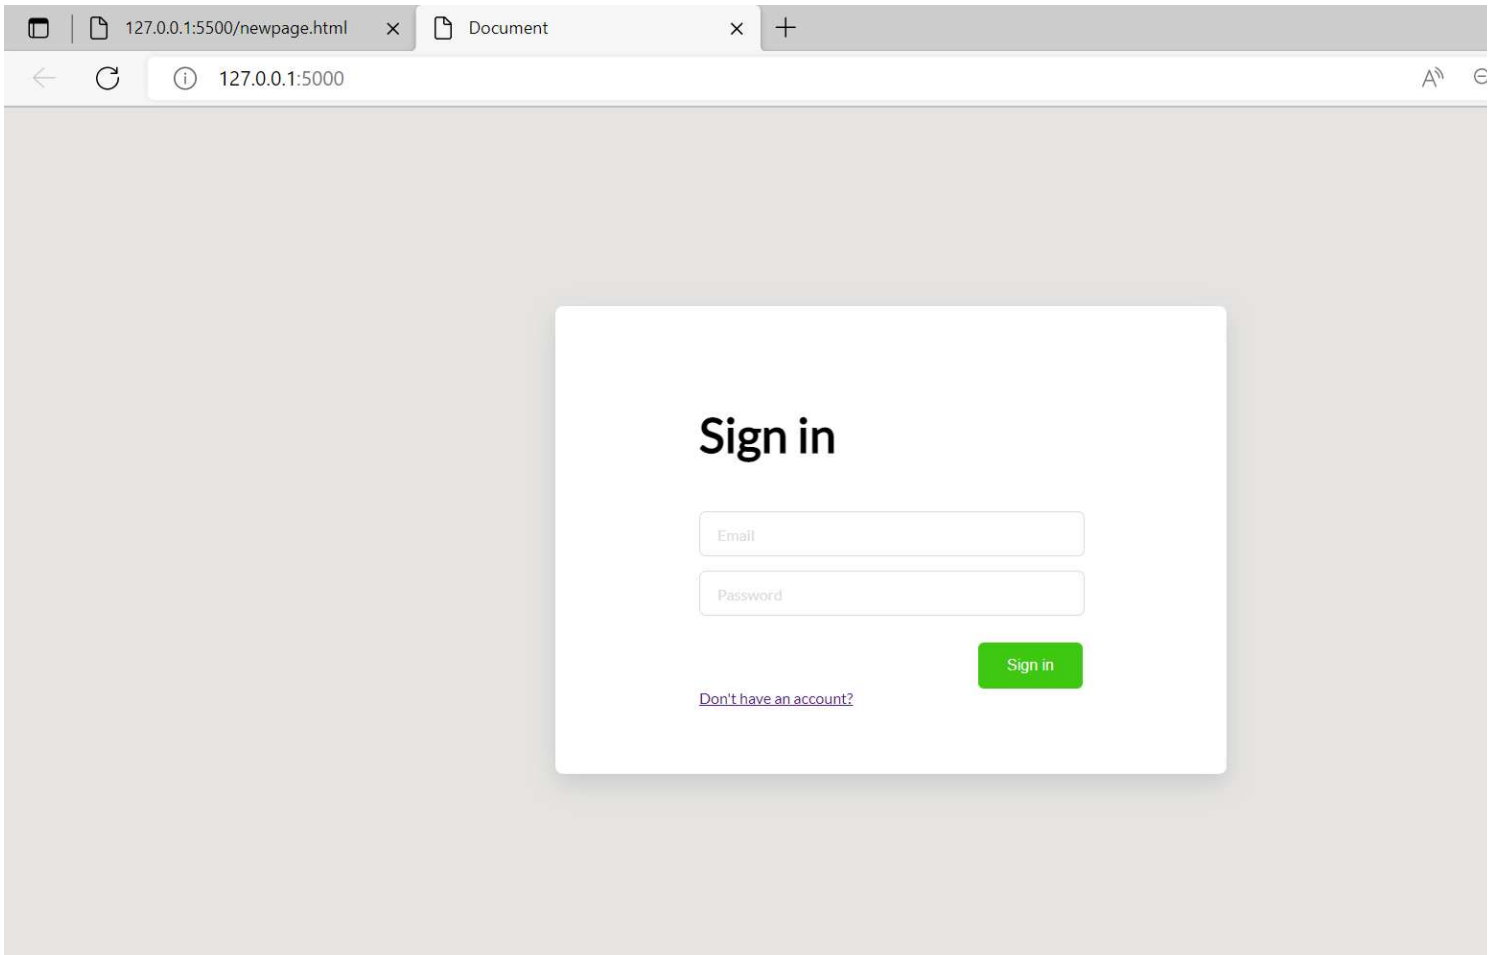 127.0.0.1:5500/newpage.html
Document
127.0.0.1:5000
Sign in
Email
Password
Sign in
Don't have an account?